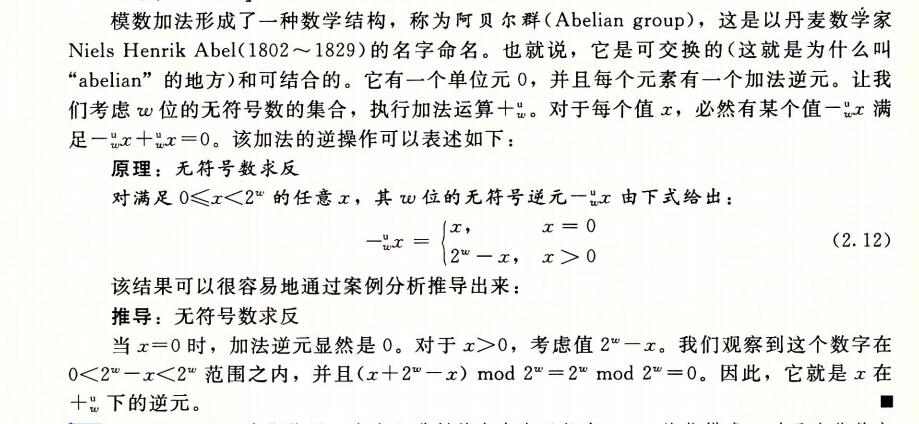 模数加法形成了一种数学结构，称为阿贝尔群(Abelian group)，这是以丹麦数学家
Niels Henrik Abel(1802～1829)的名字命名。也就说，它是可交换的(这就是为什么叫
“abelian”的地方)和可结合的。它有一个单位元 0，并且每个元素有一个加法逆元。让我
们考虑 w 位的无符号数的集合，执行加法运算+ᵘ_w。对于每个值 x，必然有某个值-ᵘ_w x 满
足-ᵘ_w x+ᵘ_w x=0。该加法的逆操作可以表述如下：
原理：无符号数求反
对满足 0≤x<2^w 的任意 x，其 w 位的无符号逆元-ᵘ_w x 由下式给出：
-ᵘ_w x = { x, x = 0
2^w - x, x > 0 (2.12)
该结果可以很容易地通过案例分析推导出来：
推导：无符号数求反
当 x=0 时，加法逆元显然是 0。对于 x>0，考虑值 2^w-x。我们观察到这个数字在
0<2^w-x<2^w 范围之内，并且(x+2^w-x) mod 2^w=2^w mod 2^w=0。因此，它就是 x 在
+ᵘ_w 下的逆元。 ■